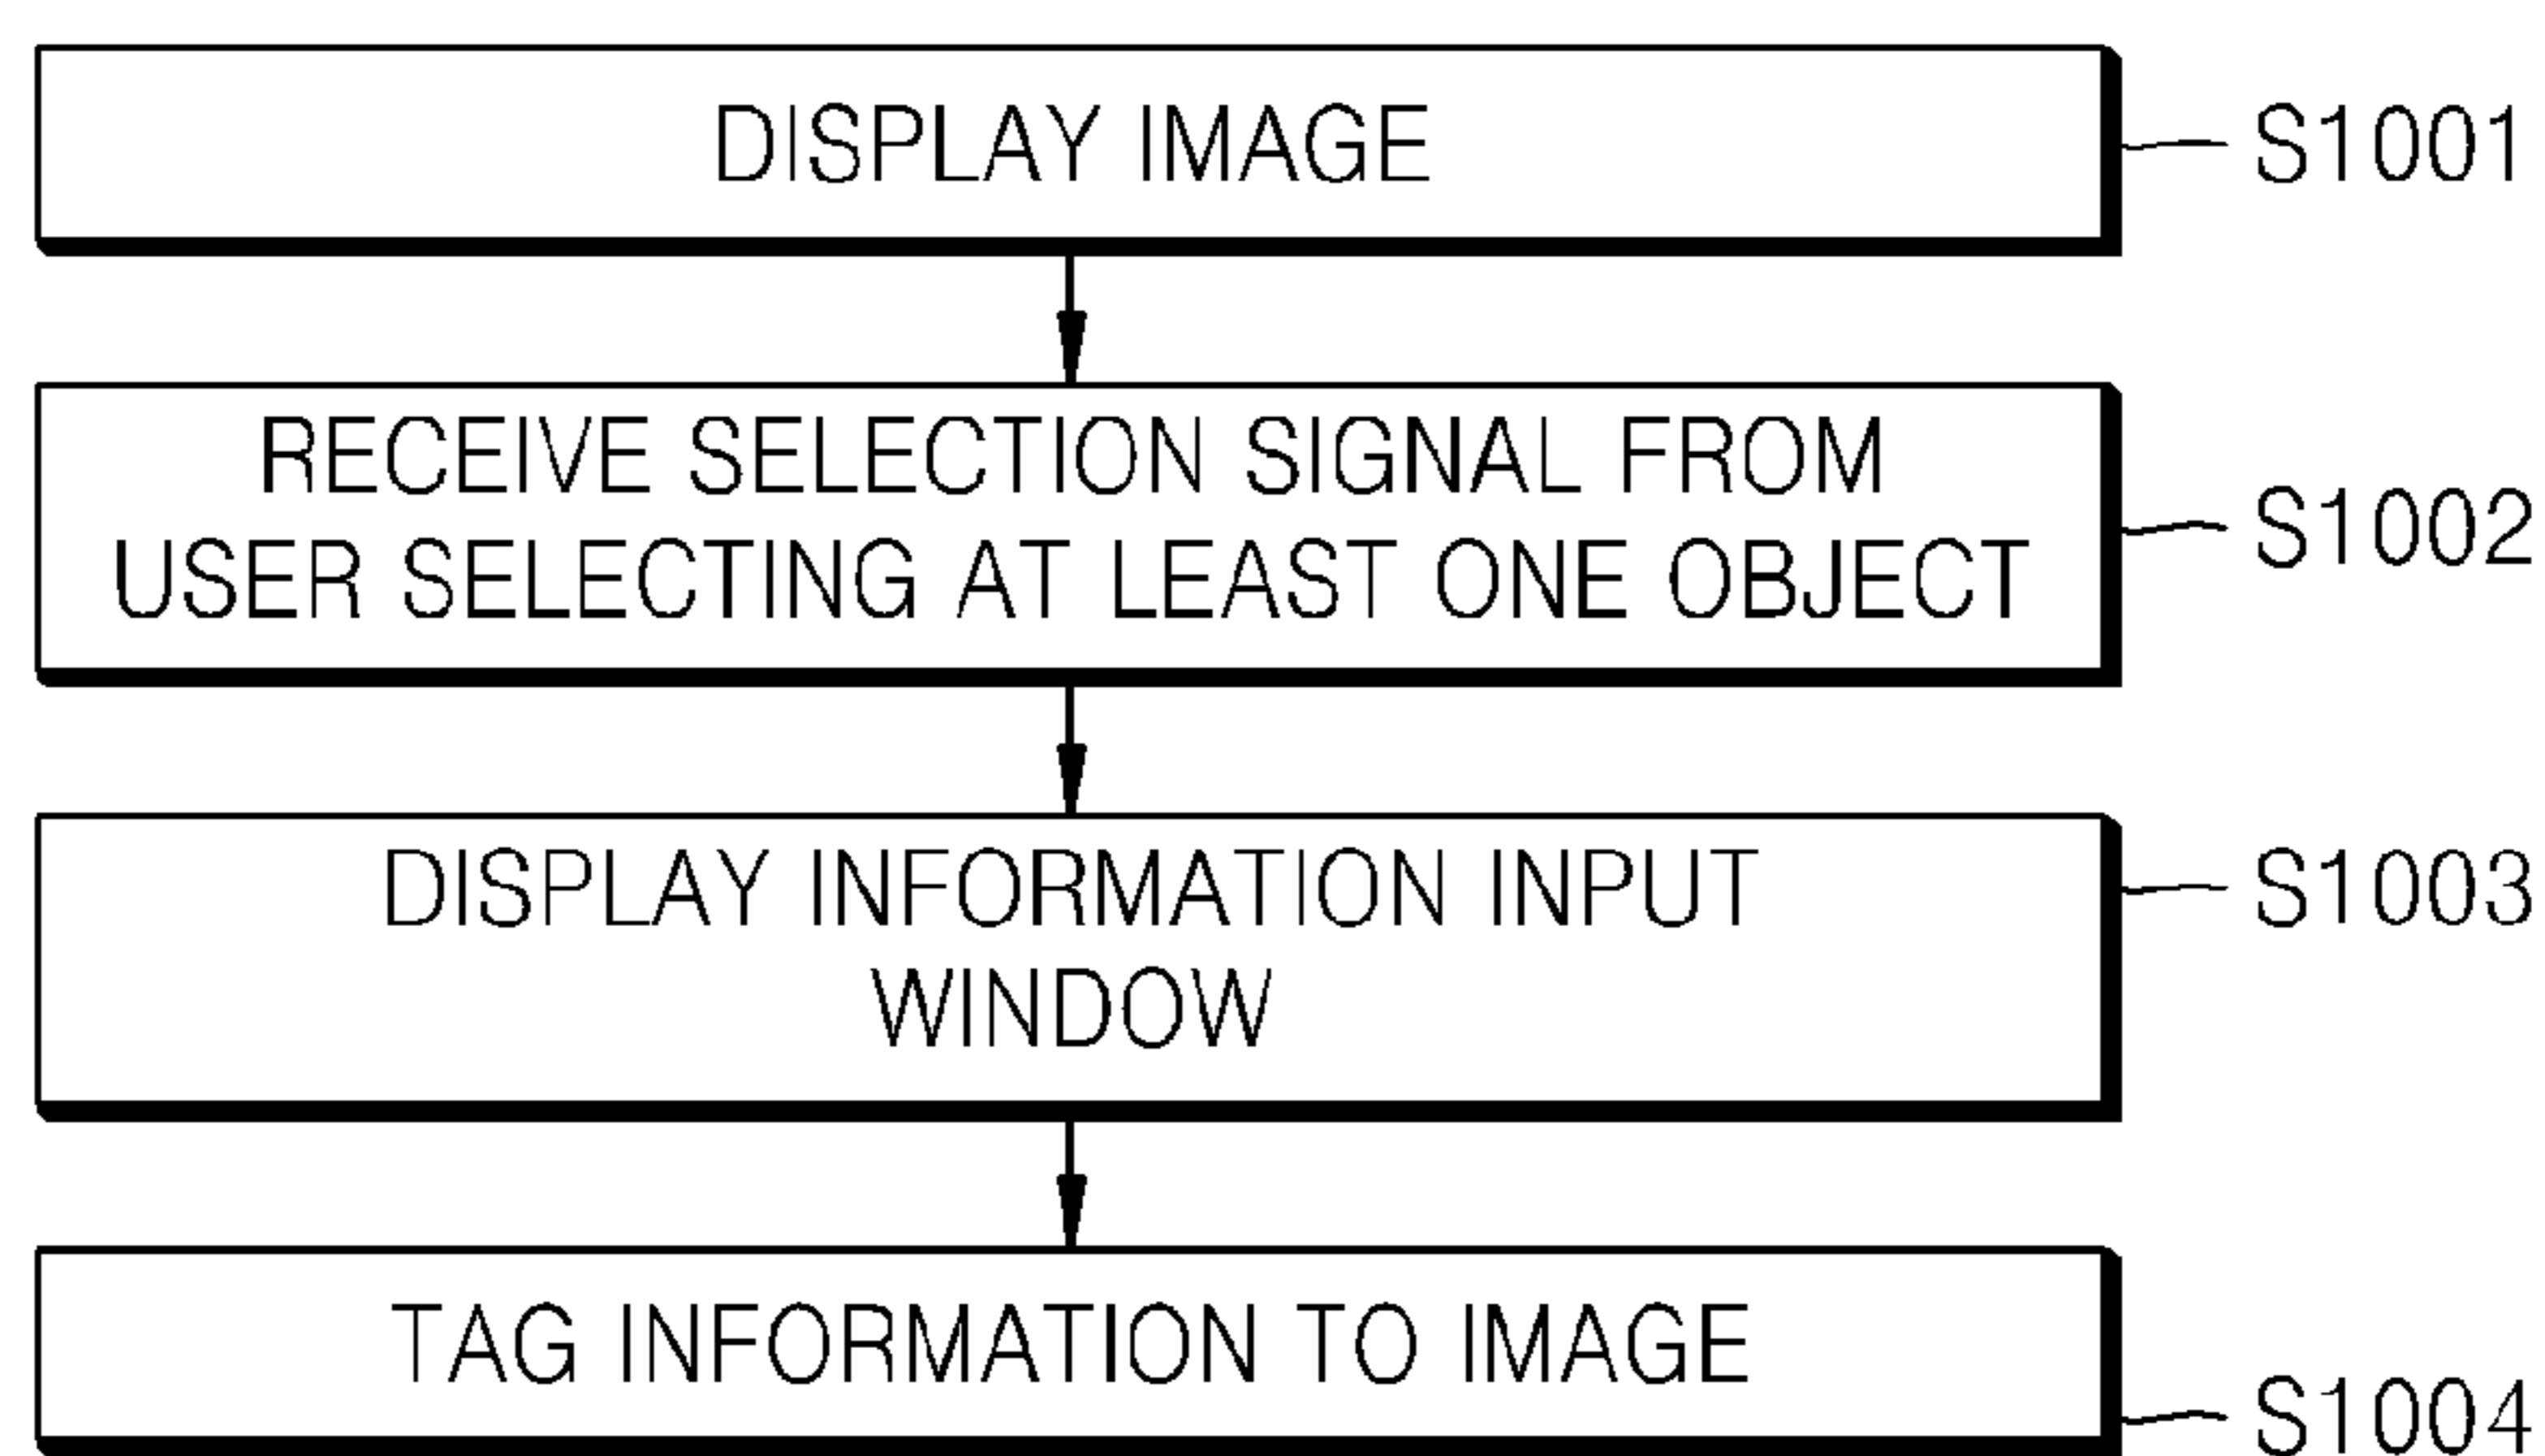 DISPLAY IMAGE
S1001
RECEIVE SELECTION SIGNAL FROM
USER SELECTING AT LEAST ONE OBJECT
S1002
DISPLAY INFORMATION INPUT
WINDOW
S1003
TAG INFORMATION TO IMAGE
S1004